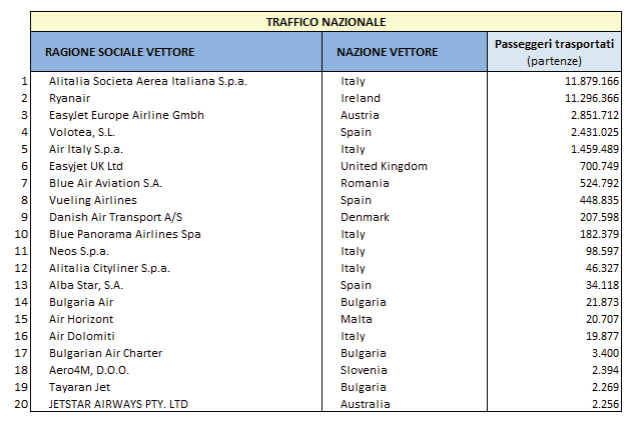 TRAFFICO NAZIONALE
RAGIONE SOCIALE VETTORE NAZIONE VETTORE Passeggeri trasportati
(partenze)
1 Alitalia Societa Aerea Italiana S.p.a. Italy 11.879.166
2 Ryanair Ireland 11.296.366
3 EasyJet Europe Airline Gmbh Austria 2.851.712
4 Volotea, S.L. Spain 2.431.025
5 Air Italy S.p.a. Italy 1.459.489
6 Easyjet UK Ltd United Kingdom 700.749
7 Blue Air Aviation S.A. Romania 524.792
8 Vueling Airlines Spain 448.835
9 Danish Air Transport A/S Denmark 207.598
10 Blue Panorama Airlines Spa Italy 182.379
11 Neos S.p.a. Italy 98.597
12 Alitalia Cityliner S.p.a. Italy 46.327
13 Alba Star, S.A. Spain 34.118
14 Bulgaria Air Bulgaria 21.873
15 Air Horizont Malta 20.707
16 Air Dolomiti Italy 19.877
17 Bulgarian Air Charter Bulgaria 3.400
18 Aero4M, D.O.O. Slovenia 2.394
19 Tayaran Jet Bulgaria 2.269
20 JETSTAR AIRWAYS PTY. LTD Australia 2.256